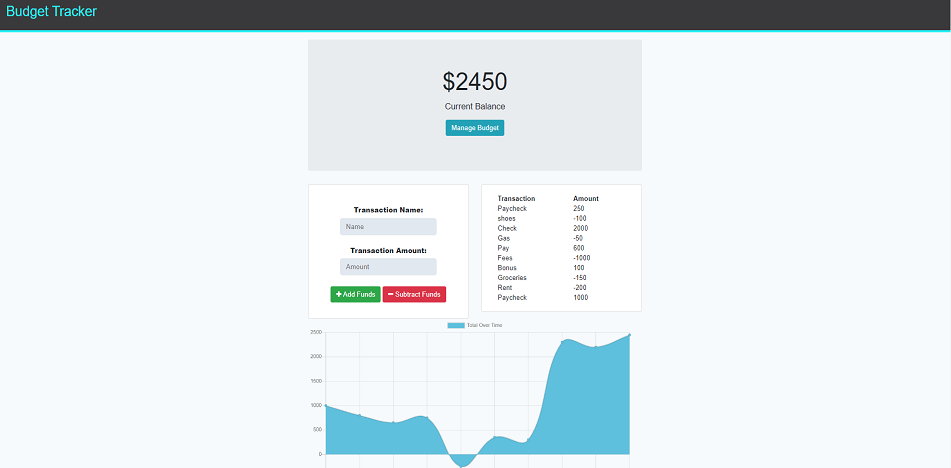 Budget Tracker
$2450
Current Balance
Manage Budget
Transaction Name:
Name
Transaction Amount:
Amount
+ Add Funds − Subtract Funds
Transaction Amount
Paycheck 250
shoes -100
Check 2000
Gas -50
Pay 600
Fees -1000
Bonus 100
Groceries -150
Rent -200
Paycheck 1000
Total Over Time
2500
2000
1500
1000
500
0